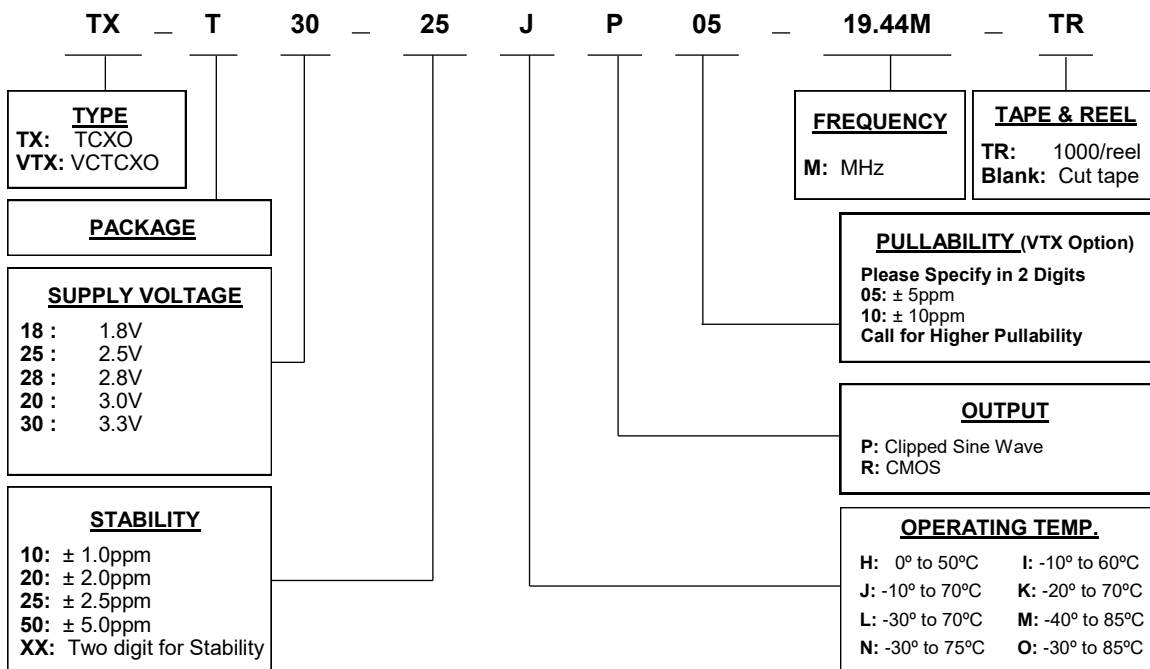 TX _ T 30 _ 25 J P 05 _ 19.44M _ TR
TYPE
TX: TCXO
VTX: VCTCXO
PACKAGE
SUPPLY VOLTAGE
18 : 1.8V
25 : 2.5V
28 : 2.8V
20 : 3.0V
30 : 3.3V
STABILITY
10: ± 1.0ppm
20: ± 2.0ppm
25: ± 2.5ppm
50: ± 5.0ppm
XX: Two digit for Stability
FREQUENCY
M: MHz
TAPE & REEL
TR: 1000/reel
Blank: Cut tape
PULLABILITY (VTX Option)
Please Specify in 2 Digits
05: ± 5ppm
10: ± 10ppm
Call for Higher Pullability
OUTPUT
P: Clipped Sine Wave
R: CMOS
OPERATING TEMP.
H: 0º to 50ºC I: -10º to 60ºC
J: -10º to 70ºC K: -20º to 70ºC
L: -30º to 70ºC M: -40º to 85ºC
N: -30º to 75ºC O: -30º to 85ºC